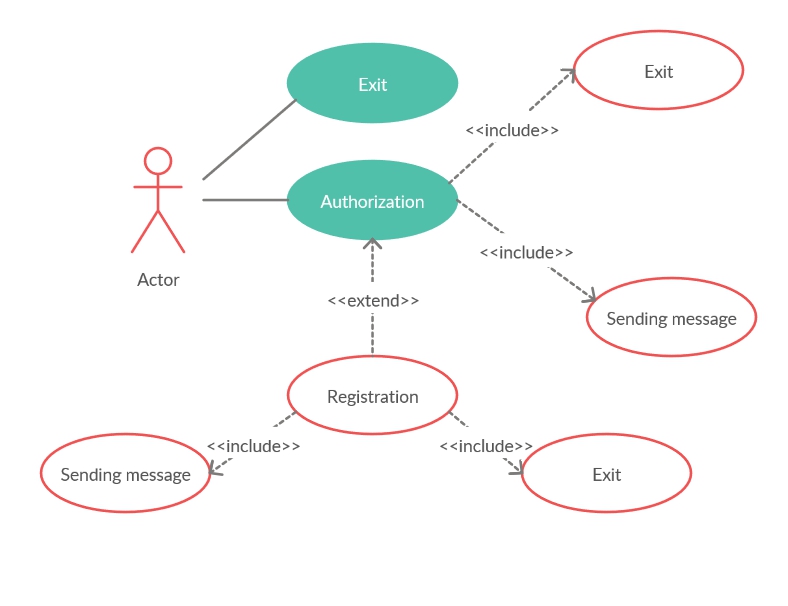 Exit
Exit
<<include>>
Authorization
<<include>>
Actor
<<extend>>
Sending message
Registration
<<include>>
<<include>>
Sending message
Exit